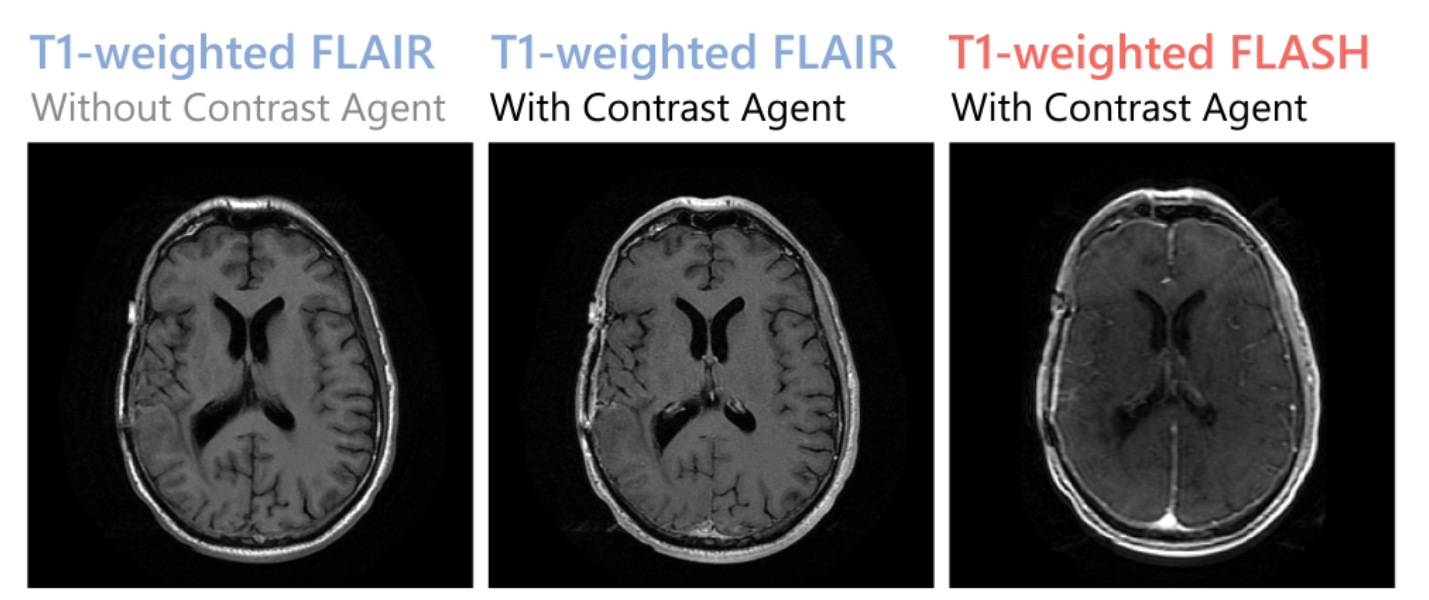 T1-weighted FLAIR
Without Contrast Agent
T1-weighted FLAIR
With Contrast Agent
T1-weighted FLASH
With Contrast Agent